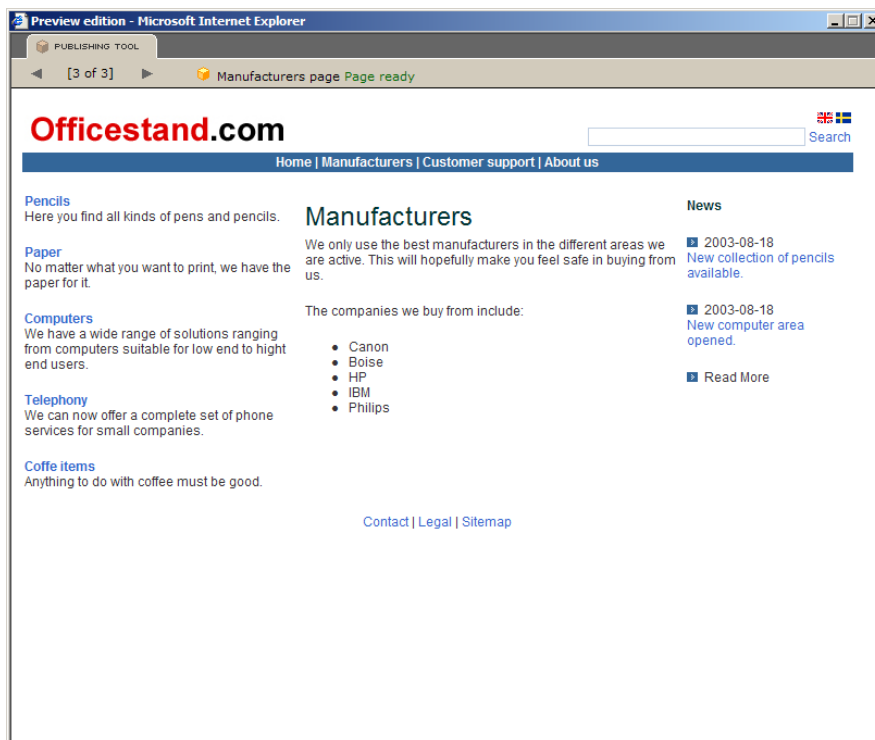 Preview edition - Microsoft Internet Explorer
PUBLISHING TOOL
[3 of 3]
Manufacturers page Page ready
Officestand.com
Search
Home | Manufacturers | Customer support | About us
Pencils
Here you find all kinds of pens and pencils.
Paper
No matter what you want to print, we have the
paper for it.
Computers
We have a wide range of solutions ranging
from computers suitable for low end to hight
end users.
Telephony
We can now offer a complete set of phone
services for small companies.
Coffe items
Anything to do with coffee must be good.
Manufacturers
We only use the best manufacturers in the different areas we
are active. This will hopefully make you feel safe in buying from
us.
The companies we buy from include:
• Canon
• Boise
• HP
• IBM
• Philips
News
2003-08-18
New collection of pencils
available.
2003-08-18
New computer area
opened.
Read More
Contact | Legal | Sitemap